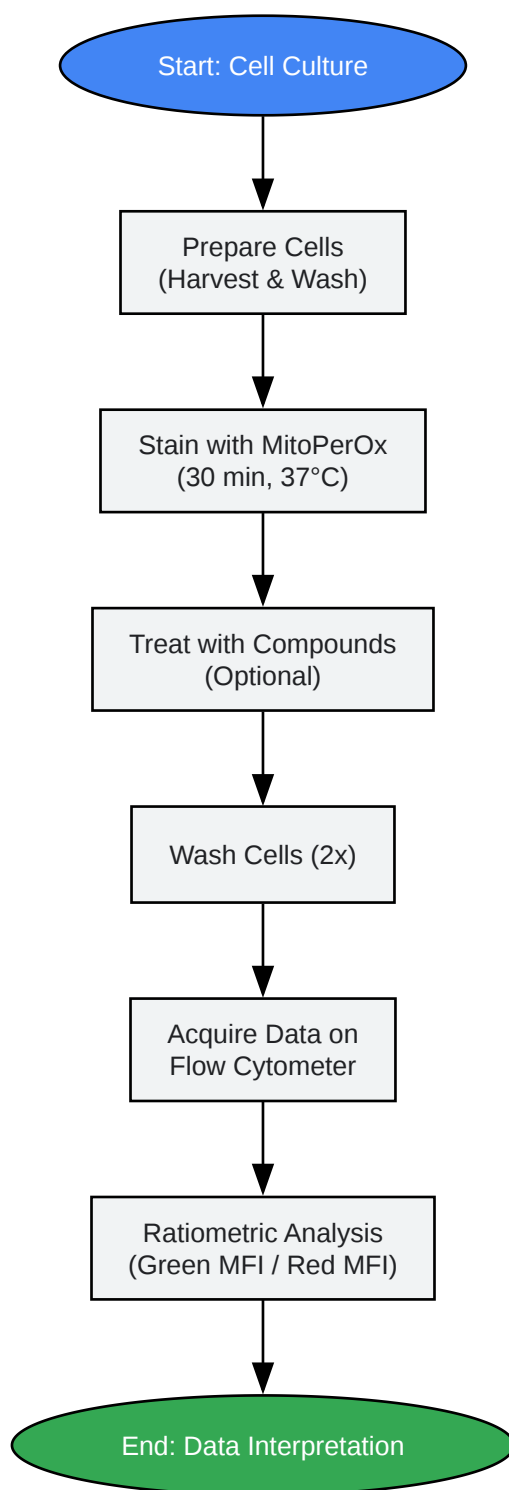 Start: Cell Culture
Prepare Cells
(Harvest & Wash)
Stain with MitoPerOx
(30 min, 37°C)
Treat with Compounds
(Optional)
Wash Cells (2x)
Acquire Data on
Flow Cytometer
Ratiometric Analysis
(Green MFI / Red MFI)
End: Data Interpretation